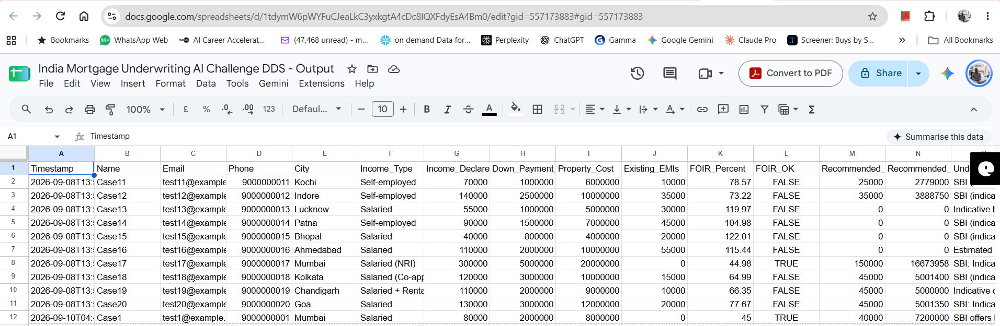 docs.google.com/spreadsheets/d/1tdymW6pWYFuCJeaLkC3yxkgtA4cDc8IQXFdyEsA4Bm0/edit?gid=557173883#gid=557173883
Bookmarks 99+ WhatsApp Web be10x AI Career Accelerat... (47,468 unread) - m... on demand Data for... Perplexity ChatGPT Gamma Google Gemini Claude Pro Screener: Buys by S... » All Bookmarks
India Mortgage Underwriting AI Challenge DDS - Output
File Edit View Insert Format Data Tools Gemini Extensions Help
Convert to PDF Share
100% £ % .0 .00 123 Defaul... — 10 + B I S A Σ
A1 fx Timestamp Summarise this data
A B C D E F G H I J K L M N
1 Timestamp Name Email Phone City Income_Type Income_Declare Down_Payment_ Property_Cost Existing_EMIs FOIR_Percent FOIR_OK Recommended_ Recommended_ Und
2 2026-09-08T13:5 Case11 test11@example 9000000011 Kochi Self-employed 70000 1000000 6000000 10000 78.57 FALSE 25000 2779000 SBI (indica
3 2026-09-08T13:5 Case12 test12@example 9000000012 Indore Self-employed 140000 2500000 10000000 35000 73.22 FALSE 35000 3888750 SBI (indica
4 2026-09-08T13:5 Case13 test13@example 9000000013 Lucknow Salaried 55000 1000000 5000000 30000 119.97 FALSE 0 0 Indicative b
5 2026-09-08T13:5 Case14 test14@example 9000000014 Patna Self-employed 90000 1500000 7000000 45000 104.98 FALSE 0 0 SBI (indica
6 2026-09-08T13:5 Case15 test15@example 9000000015 Bhopal Salaried 40000 800000 4000000 20000 122.01 FALSE 0 0 SBI (indica
7 2026-09-08T13:5 Case16 test16@example 9000000016 Ahmedabad Salaried 110000 2000000 10000000 55000 115.44 FALSE 0 0 Estimated
8 2026-09-08T13:5 Case17 test17@example 9000000017 Mumbai Salaried (NRI) 300000 5000000 20000000 0 44.98 TRUE 150000 16673958 SBI: Indica
9 2026-09-08T13:5 Case18 test18@example 9000000018 Kolkata Salaried (Co-app 120000 3000000 10000000 15000 64.99 FALSE 45000 5001400 SBI (indica
10 2026-09-08T13:5 Case19 test19@example 9000000019 Chandigarh Salaried + Renta 110000 2000000 9000000 10000 66.35 FALSE 45000 5000000 Indicative c
11 2026-09-08T13:5 Case20 test20@example 9000000020 Goa Salaried 130000 3000000 12000000 20000 77.67 FALSE 45000 5001350 SBI: Indica
12 2026-09-10T04:4 Case1 test1@example. 9000000001 Mumbai Salaried 80000 2000000 8000000 0 45 TRUE 40000 7200000 SBI offers